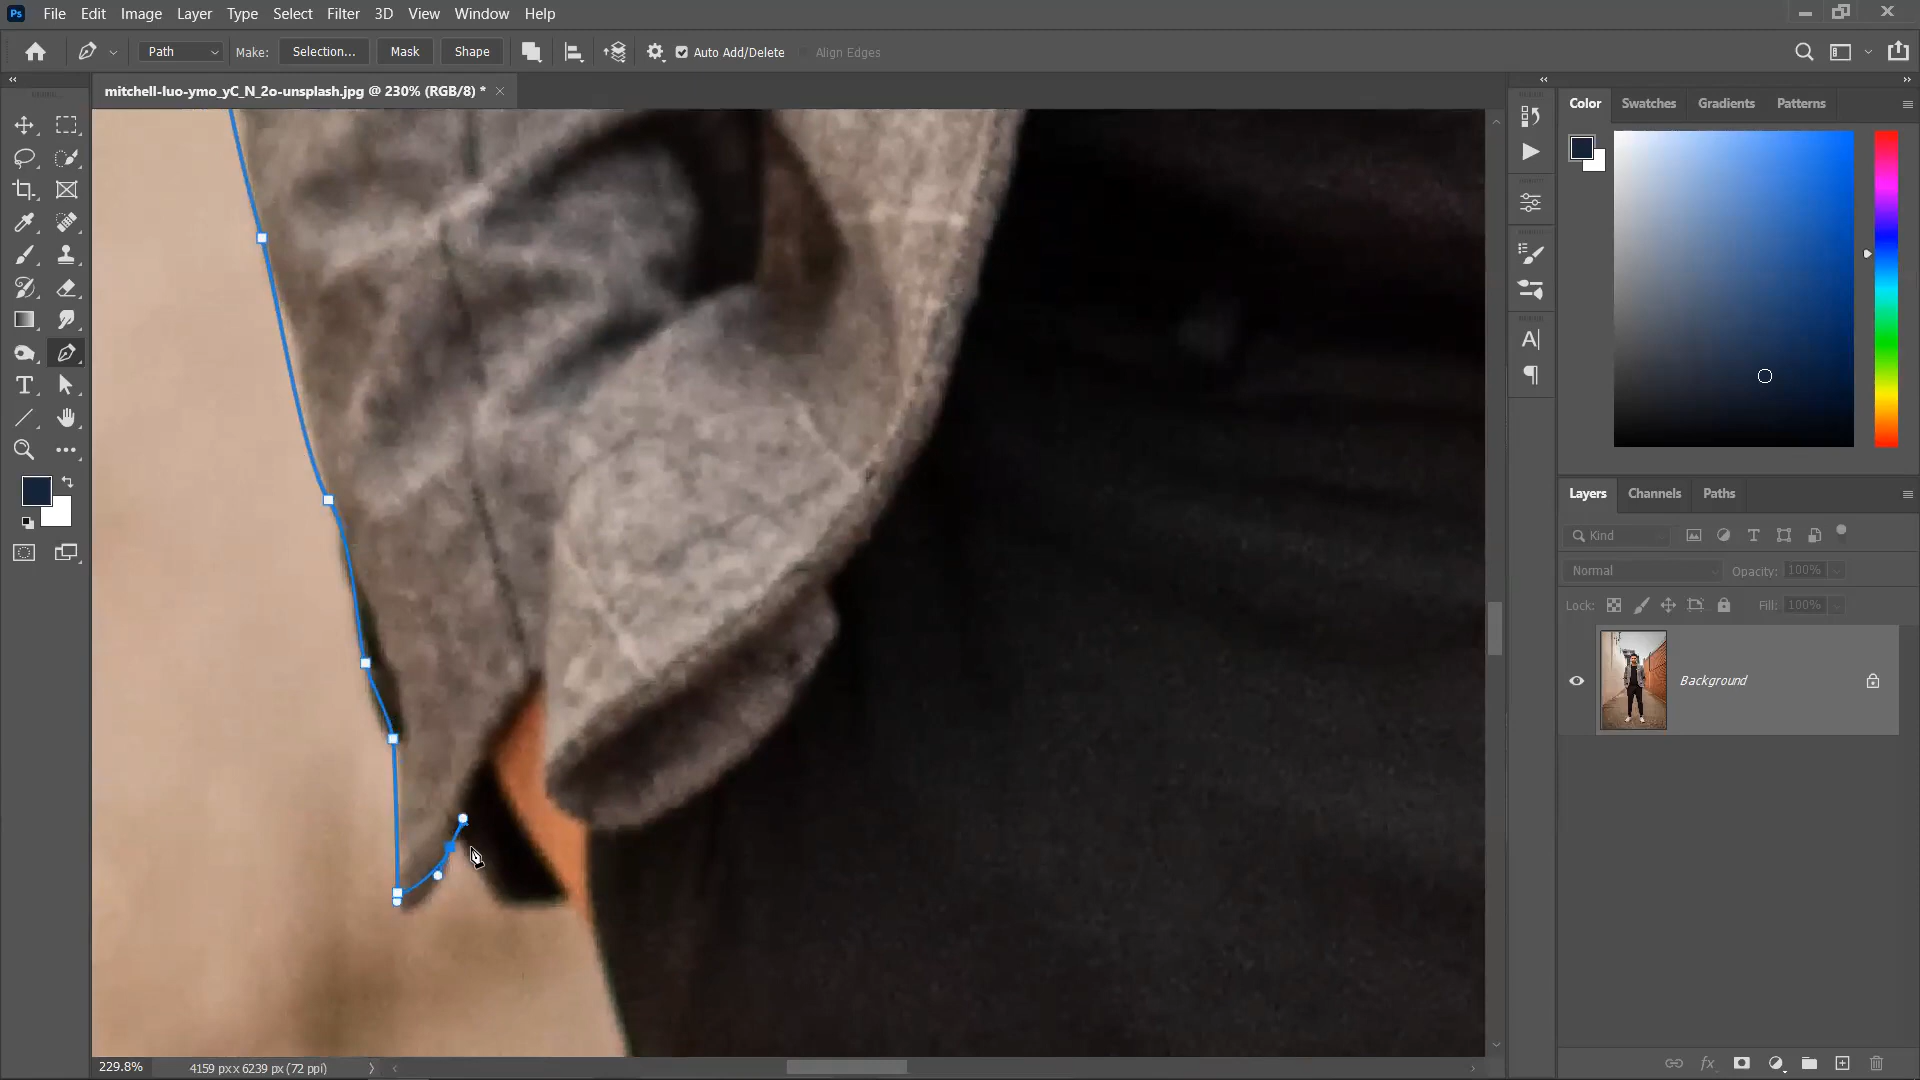 Ps File Edit Image Layer Type Select Filter 3D View Window Help
Path Make: Selection... Mask Shape Auto Add/Delete Align Edges
mitchell-luo-ymo_yC_N_2o-unsplash.jpg @ 230% (RGB/8) *
Color Swatches Gradients Patterns
Layers Channels Paths
Kind
Normal Opacity: 100%
Lock: Fill: 100%
Background
fx
229.8% 4159 px x 6239 px (72 ppi)